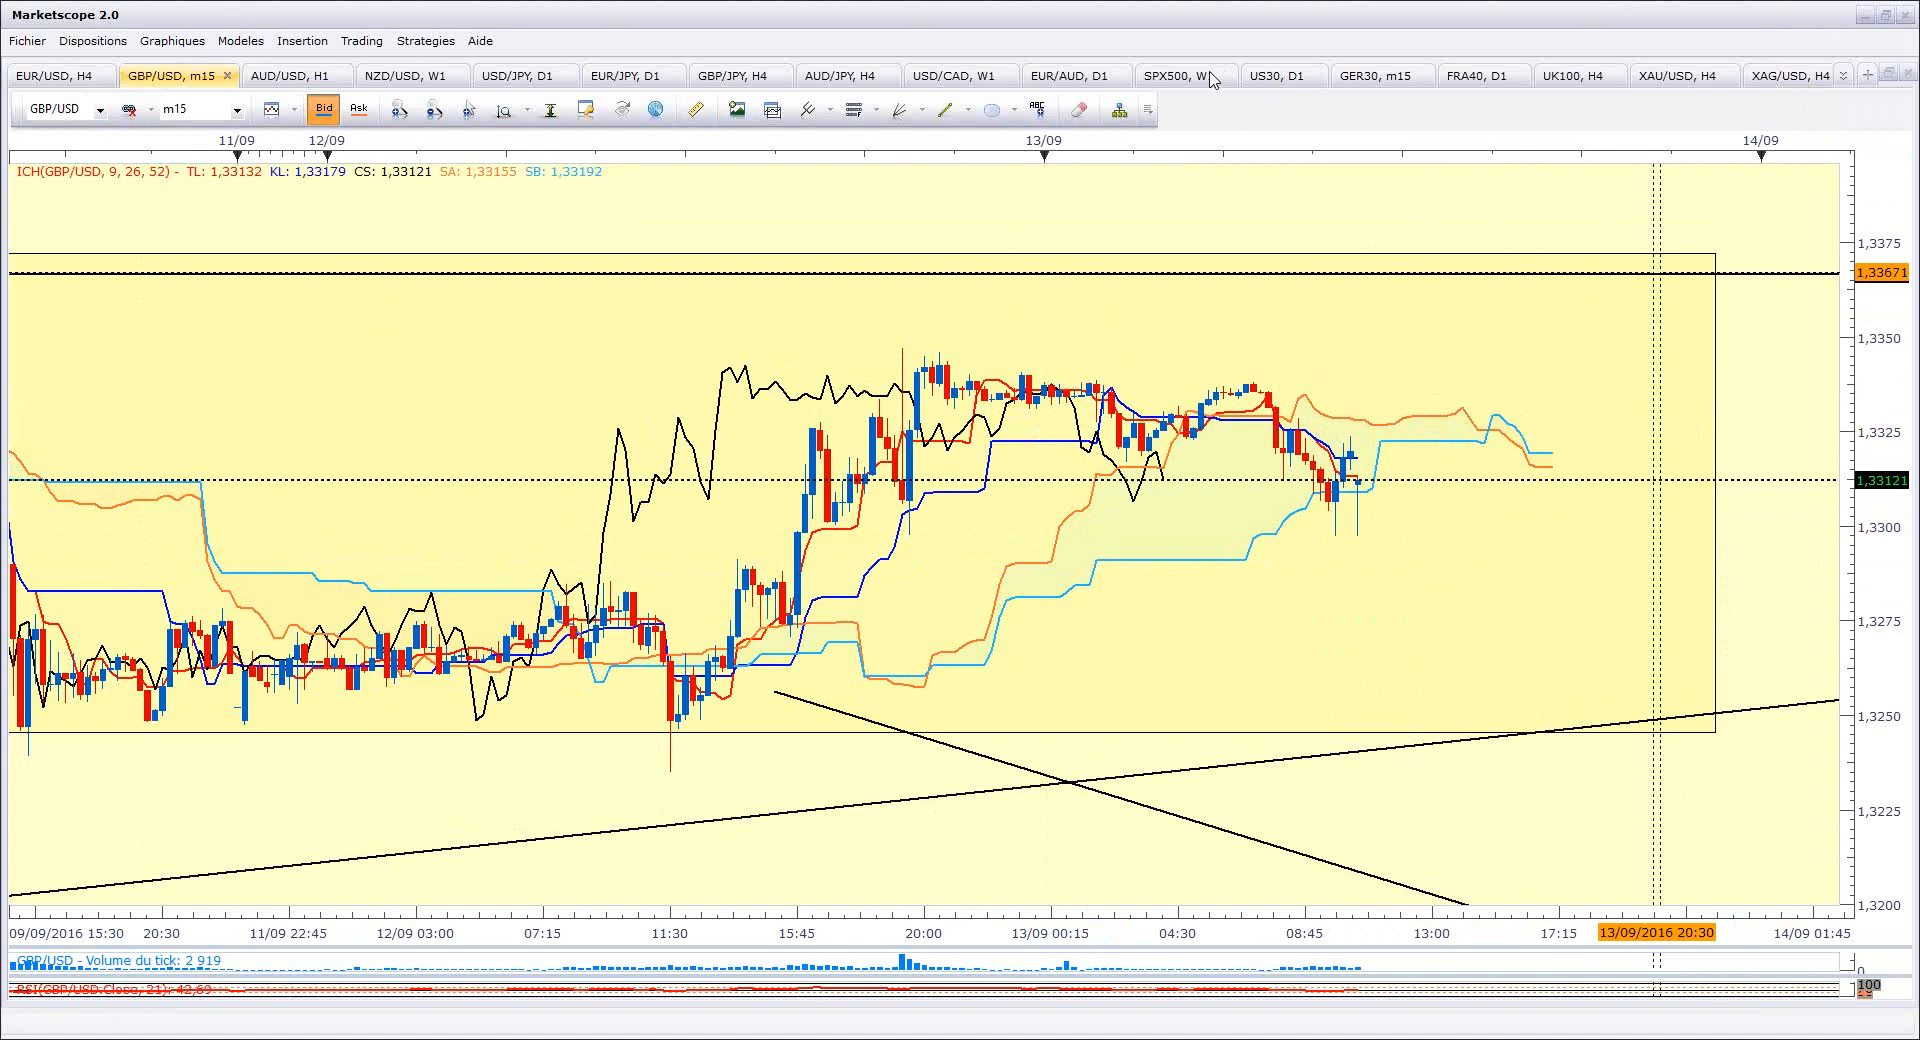 Marketscope 2.0
Fichier Dispositions Graphiques Modeles Insertion Trading Strategies Aide
EUR/USD, H4 GBP/USD, m15 AUD/USD, H1 NZD/USD, W1 USD/JPY, D1 EUR/JPY, D1 GBP/JPY, H4 AUD/JPY, H4 USD/CAD, W1 EUR/AUD, D1 SPX500, W US30, D1 GER30, m15 FRA40, D1 UK100, H4 XAU/USD, H4 XAG/USD, H4
GBP/USD m15 Bid Ask ABC
11/09 12/09 13/09 14/09
ICH(GBP/USD, 9, 26, 52) - TL: 1,33132 KL: 1,33179 CS: 1,33121 SA: 1,33155 SB: 1,33192
1,3375
1,33671
1,3350
1,3325
1,33121
1,3300
1,3275
1,3250
1,3225
1,3200
09/09/2016 15:30 20:30 11/09 22:45 12/09 03:00 07:15 11:30 15:45 20:00 13/09 00:15 04:30 08:45 13:00 17:15 13/09/2016 20:30 14/09 01:45
GBP/USD - Volume du tick: 2 919
0
RSI(GBP/USD.Close, 21): 42,69
100